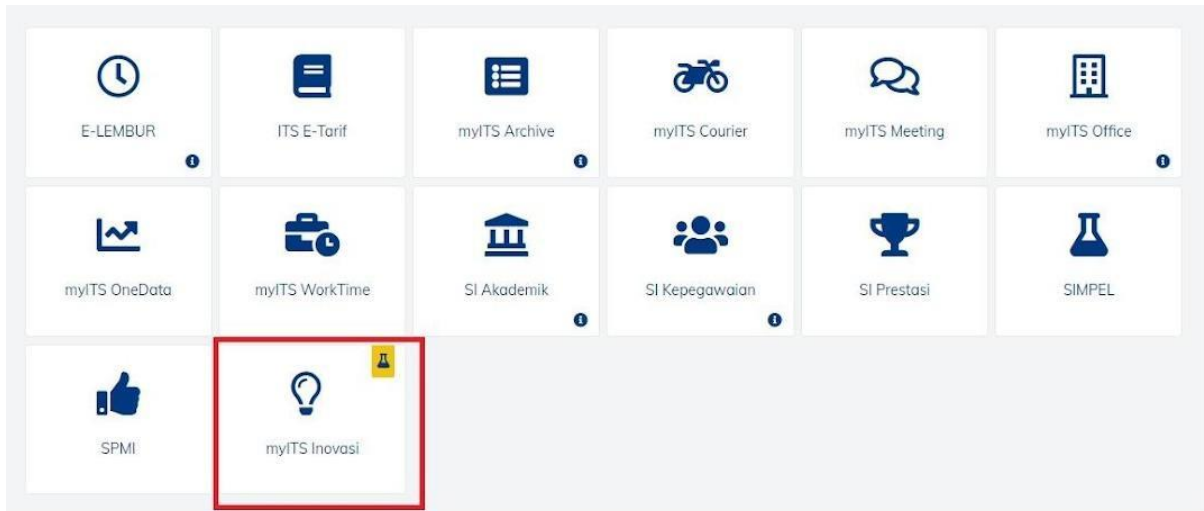 E-LEMBUR
ITS E-Tarif
myITS Archive
myITS Courier
myITS Meeting
myITS Office
myITS OneData
myITS WorkTime
SI Akademik
SI Kepegawaian
SI Prestasi
SIMPEL
SPMI
myITS Inovasi